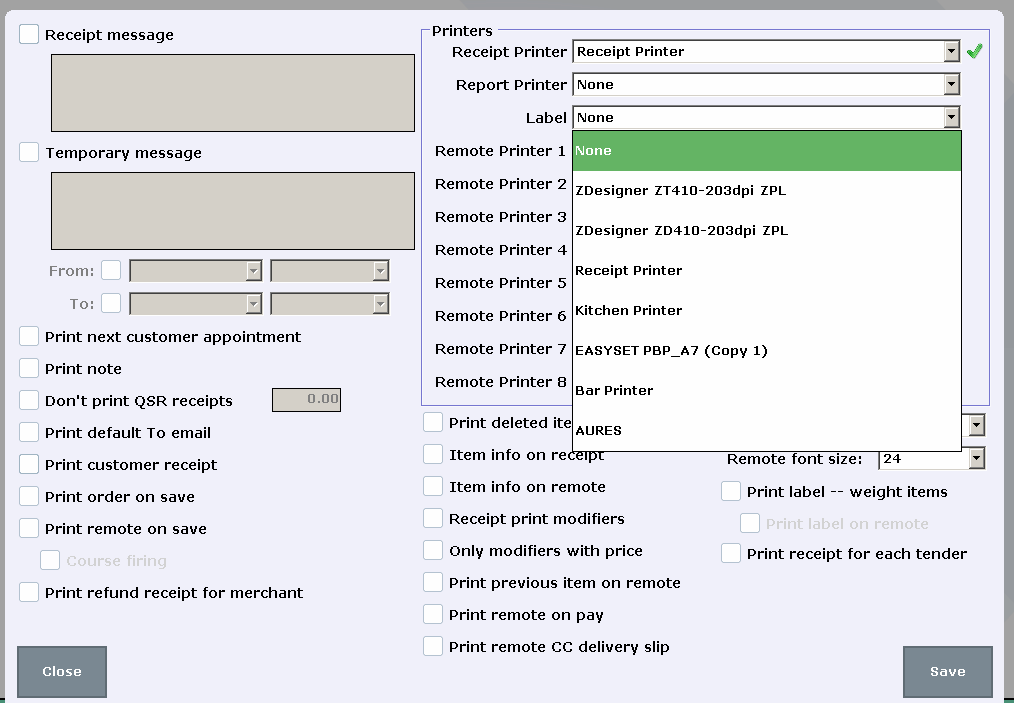 Receipt message
Temporary message
From:
To:
Print next customer appointment
Print note
Don't print QSR receipts 0.00
Print default To email
Print customer receipt
Print order on save
Print remote on save
Course firing
Print refund receipt for merchant
Close
Printers
Receipt Printer Receipt Printer
Report Printer None
Label None
Remote Printer 1
Remote Printer 2
Remote Printer 3
Remote Printer 4
Remote Printer 5
Remote Printer 6
Remote Printer 7
Remote Printer 8
None
ZDesigner ZT410-203dpi ZPL
ZDesigner ZD410-203dpi ZPL
Receipt Printer
Kitchen Printer
EASYSET PBP_A7 (Copy 1)
Bar Printer
AURES
Print deleted ite
Item info on receipt
Item info on remote
Receipt print modifiers
Only modifiers with price
Print previous item on remote
Print remote on pay
Print remote CC delivery slip
Remote font size: 24
Print label -- weight items
Print label on remote
Print receipt for each tender
Save